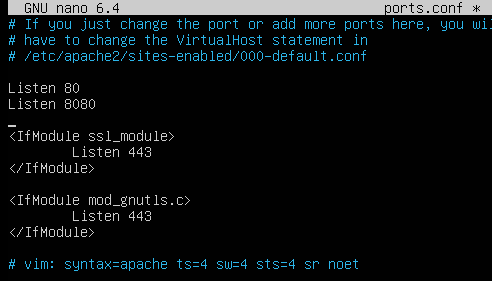 GNU nano 6.4 ports.conf *
# If you just change the port or add more ports here, you wil
# have to change the VirtualHost statement in
# /etc/apache2/sites-enabled/000-default.conf
Listen 80
Listen 8080
<IfModule ssl_module>
Listen 443
</IfModule>
<IfModule mod_gnutls.c>
Listen 443
</IfModule>
# vim: syntax=apache ts=4 sw=4 sts=4 sr noet